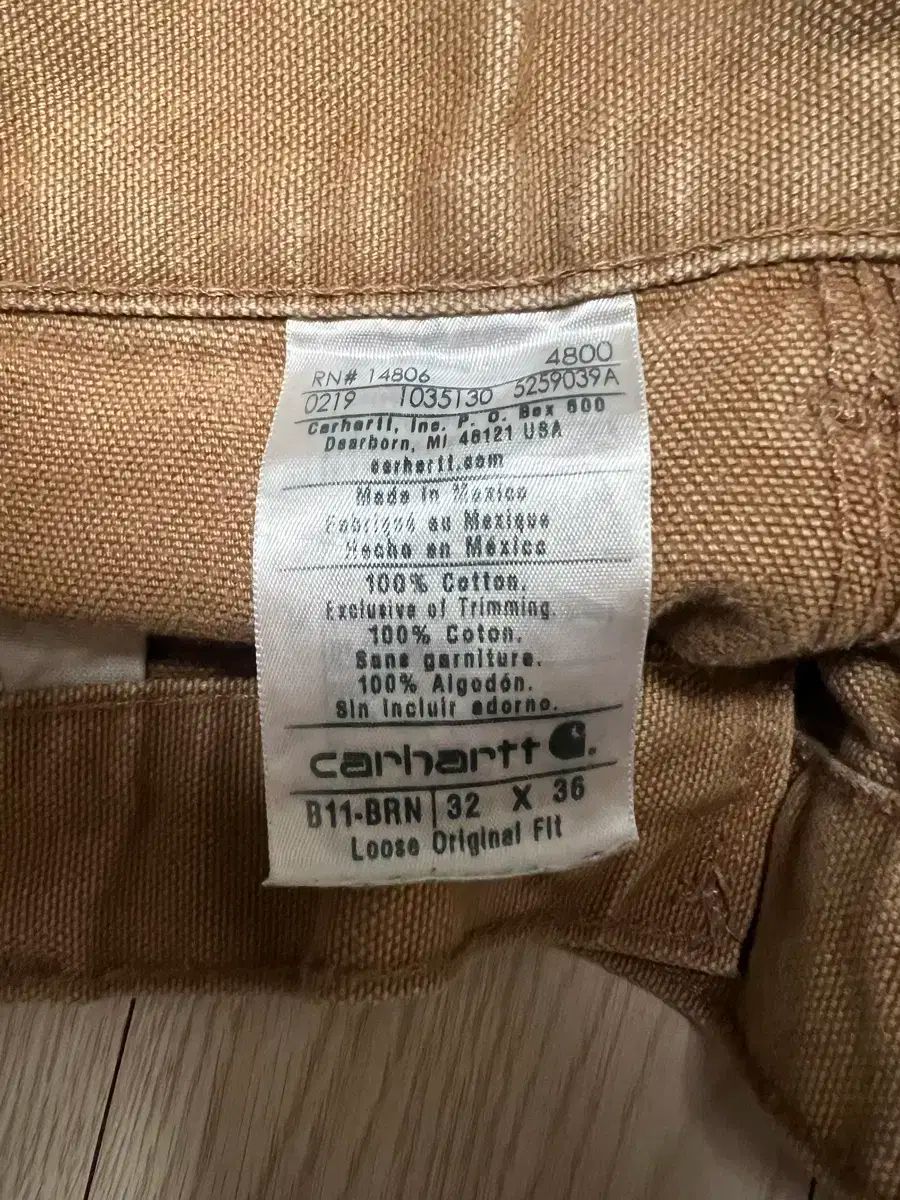 4800
RN# 14806
0219 1035130 5259039A
Carhartt, Inc. P. O. Box 600
Dearborn, MI 48121 USA
carhartt.com
Made in Mexico
Fabriqué au Mexique
Hecho en México
100% Cotton.
Exclusive of Trimming.
100% Coton.
Sans garniture.
100% Algodón.
Sin incluir adorno.
carhartt
B11-BRN 32 X 36
Loose Original Fit